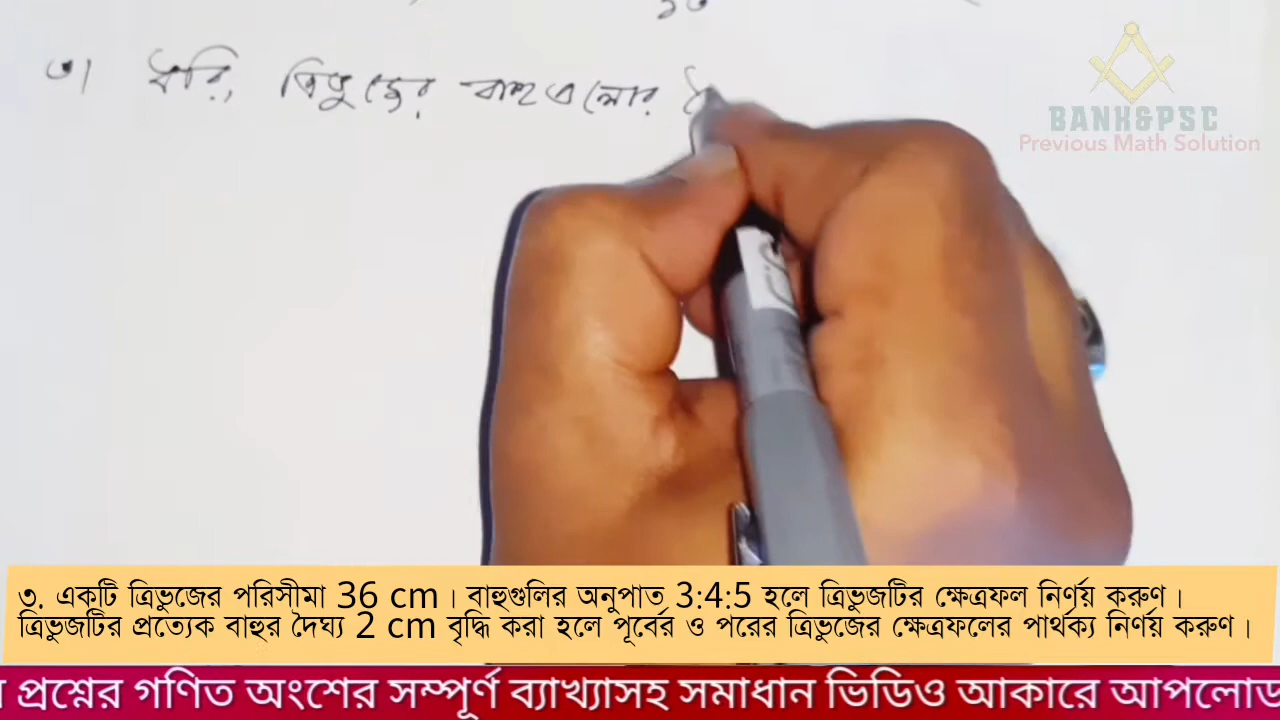 ৩। ধরি, ত্রিভুজের বাহুগুলোর
BANK&PSC
Previous Math Solution
৩. একটি ত্রিভুজের পরিসীমা 36 cm। বাহুগুলির অনুপাত 3:4:5 হলে ত্রিভুজটির ক্ষেত্রফল নির্ণয় করুণ।
ত্রিভুজটির প্রত্যেক বাহুর দৈঘ্য 2 cm বৃদ্ধি করা হলে পূর্বের ও পরের ত্রিভুজের ক্ষেত্রফলের পার্থক্য নির্ণয় করুণ।
প্রশ্নের গণিত অংশের সম্পূর্ণ ব্যাখ্যাসহ সমাধান ভিডিও আকারে আপলোড